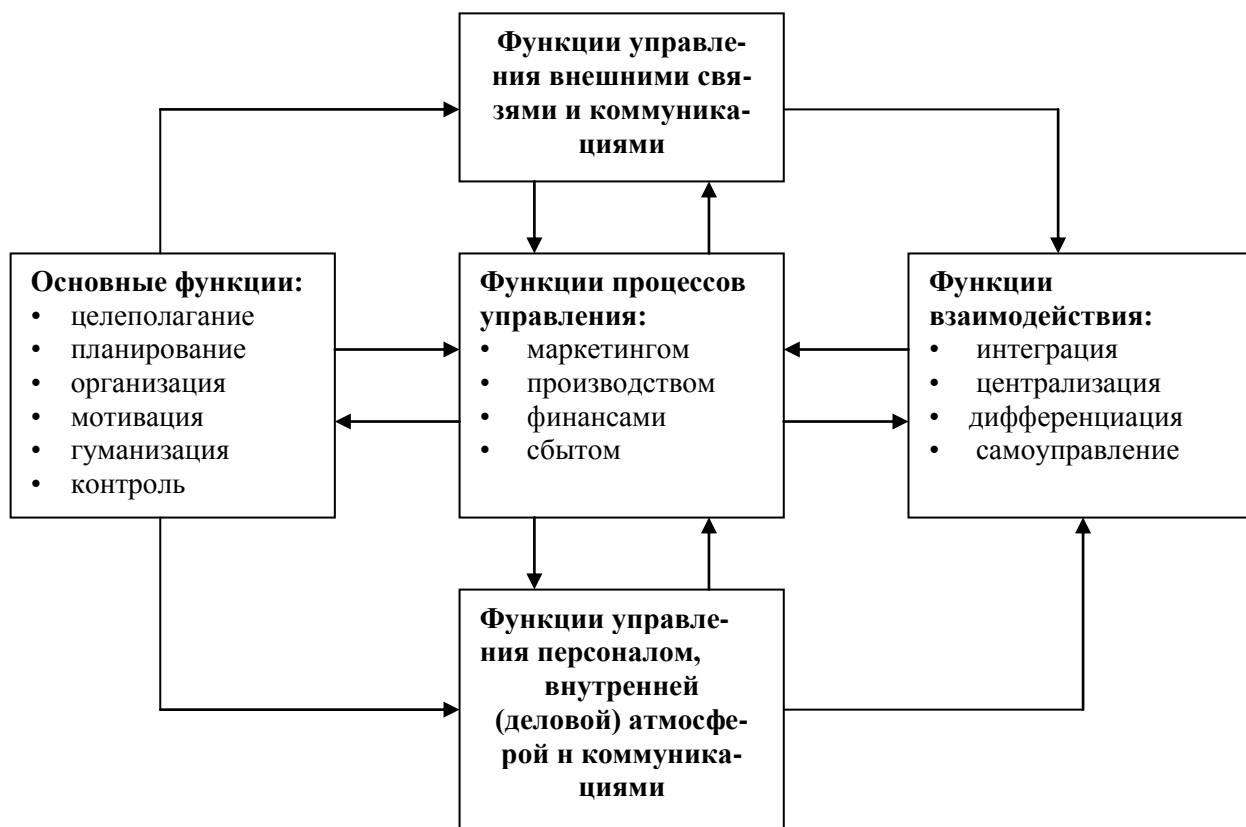 Функции управле-
ния внешними свя-
зями и коммуника-
циями
Основные функции:
• целеполагание
• планирование
• организация
• мотивация
• гуманизация
• контроль
Функции процессов
управления:
• маркетингом
• производством
• финансами
• сбытом
Функции
взаимодействия:
• интеграция
• централизация
• дифференциация
• самоуправление
Функции управле-
ния персоналом,
внутренней
(деловой) атмосфе-
рой н коммуника-
циями